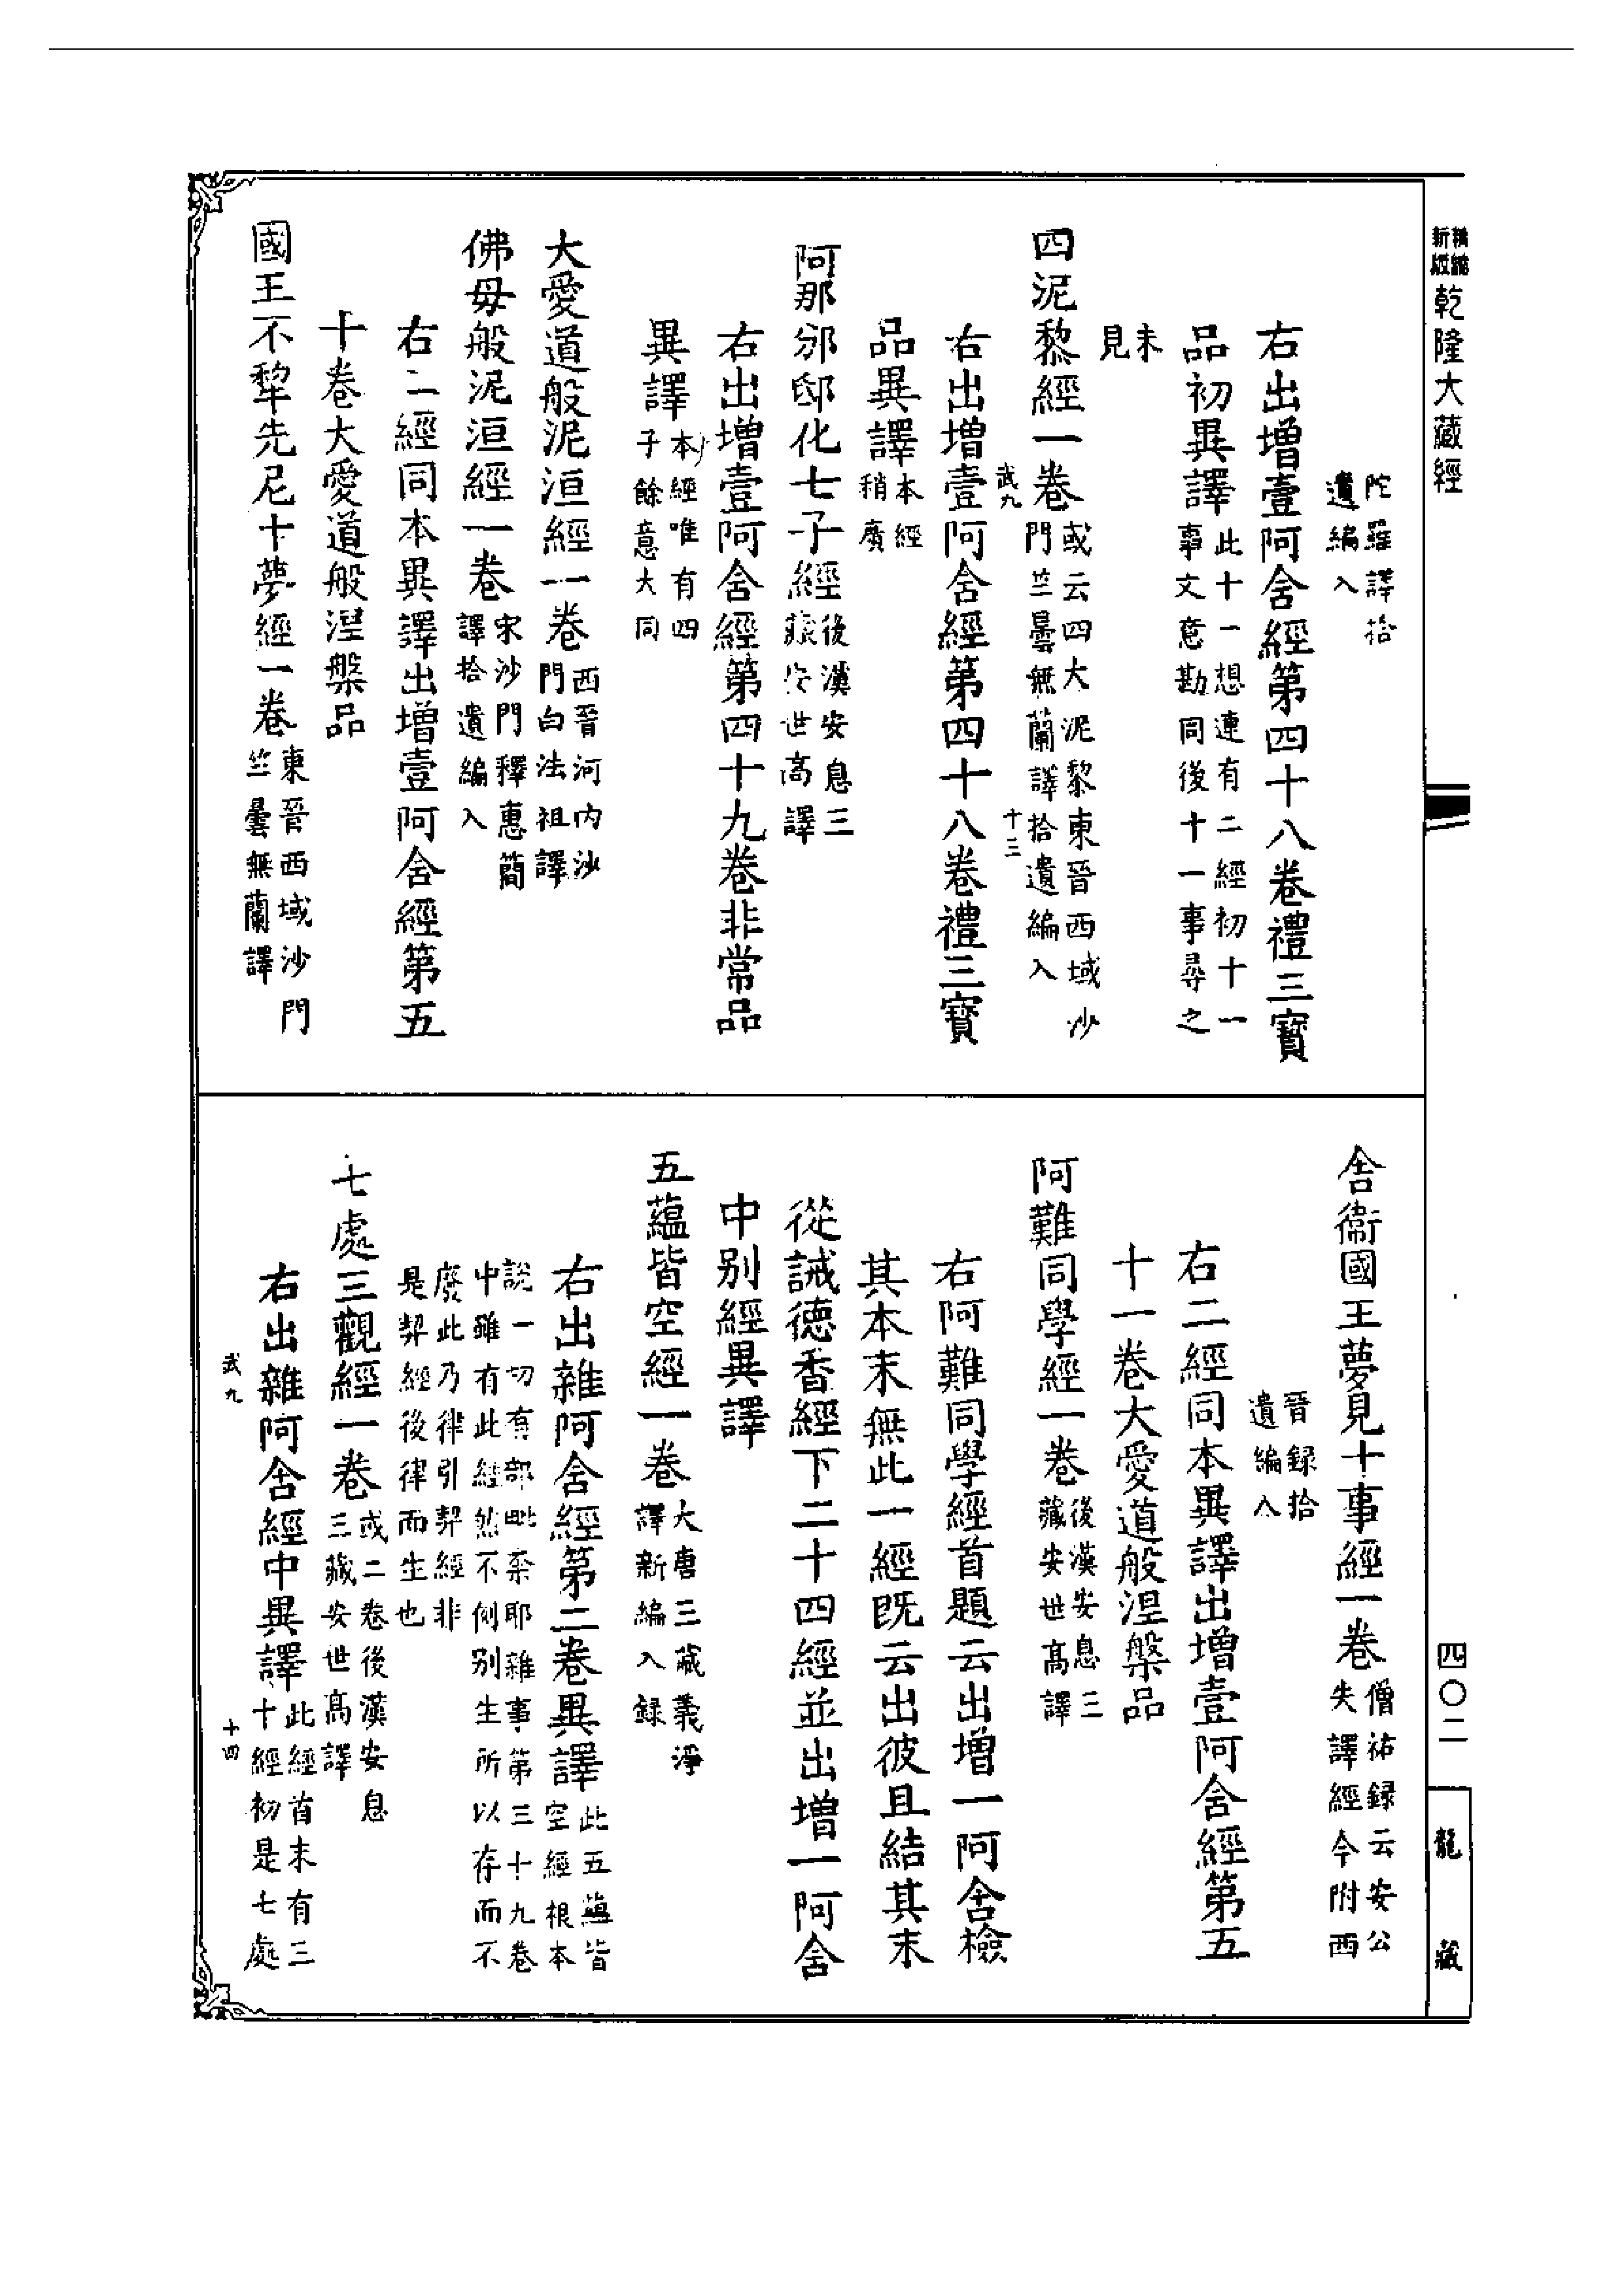 精縮新版乾隆大藏經
陀羅譯拾遺編入
右出增壹阿含經第四十八卷禮三寶
品初異譯此十一想連有二經初十一事文意勘同後十一事尋之
未見
四泥黎經一卷或云四大泥黎東晉西域沙門竺曇無蘭譯拾遺編入
武九
十三
右出增壹阿含經第四十八卷禮三寶
品異譯本經稍廣
阿那邠邸化七子經後漢安息三藏安世高譯
右出增壹阿含經第四十九卷非常品
異譯本經唯有四子餘意大同
大愛道般泥洹經一卷西晉河內沙門白法祖譯
佛母般泥洹經一卷宋沙門釋惠簡譯拾遺編入
右二經同本異譯出增壹阿含經第五
十卷大愛道般涅槃品
國王不犂先尼十夢經一卷東晉西域沙門竺曇無蘭譯
舍衛國王夢見十事經一卷僧祐録云安公失譯經今附西
晉録拾遺編入
右二經同本異譯出增壹阿含經第五
十一卷大愛道般涅槃品
阿難同學經一卷後漢安息三藏安世高譯
右阿難同學經首題云出增一阿含檢
其本末無此一經既云出彼且結其末
從誡德香經下二十四經並出增一阿含
中別經異譯
五蘊皆空經一卷大唐三藏義淨譯新編入録
右出雜阿含經第二卷異譯此五蘊皆空經根本
說一切有部毗柰耶雜事第三十九卷中雖有此經然不例別生所以存而不
廢此乃律引契經非是契經後律而生也
七處三觀經一卷或二卷後漢安息三藏安世高譯
右出雜阿含經中異譯此經首末有三十經初是七處
武九
十四
四〇二
龍藏